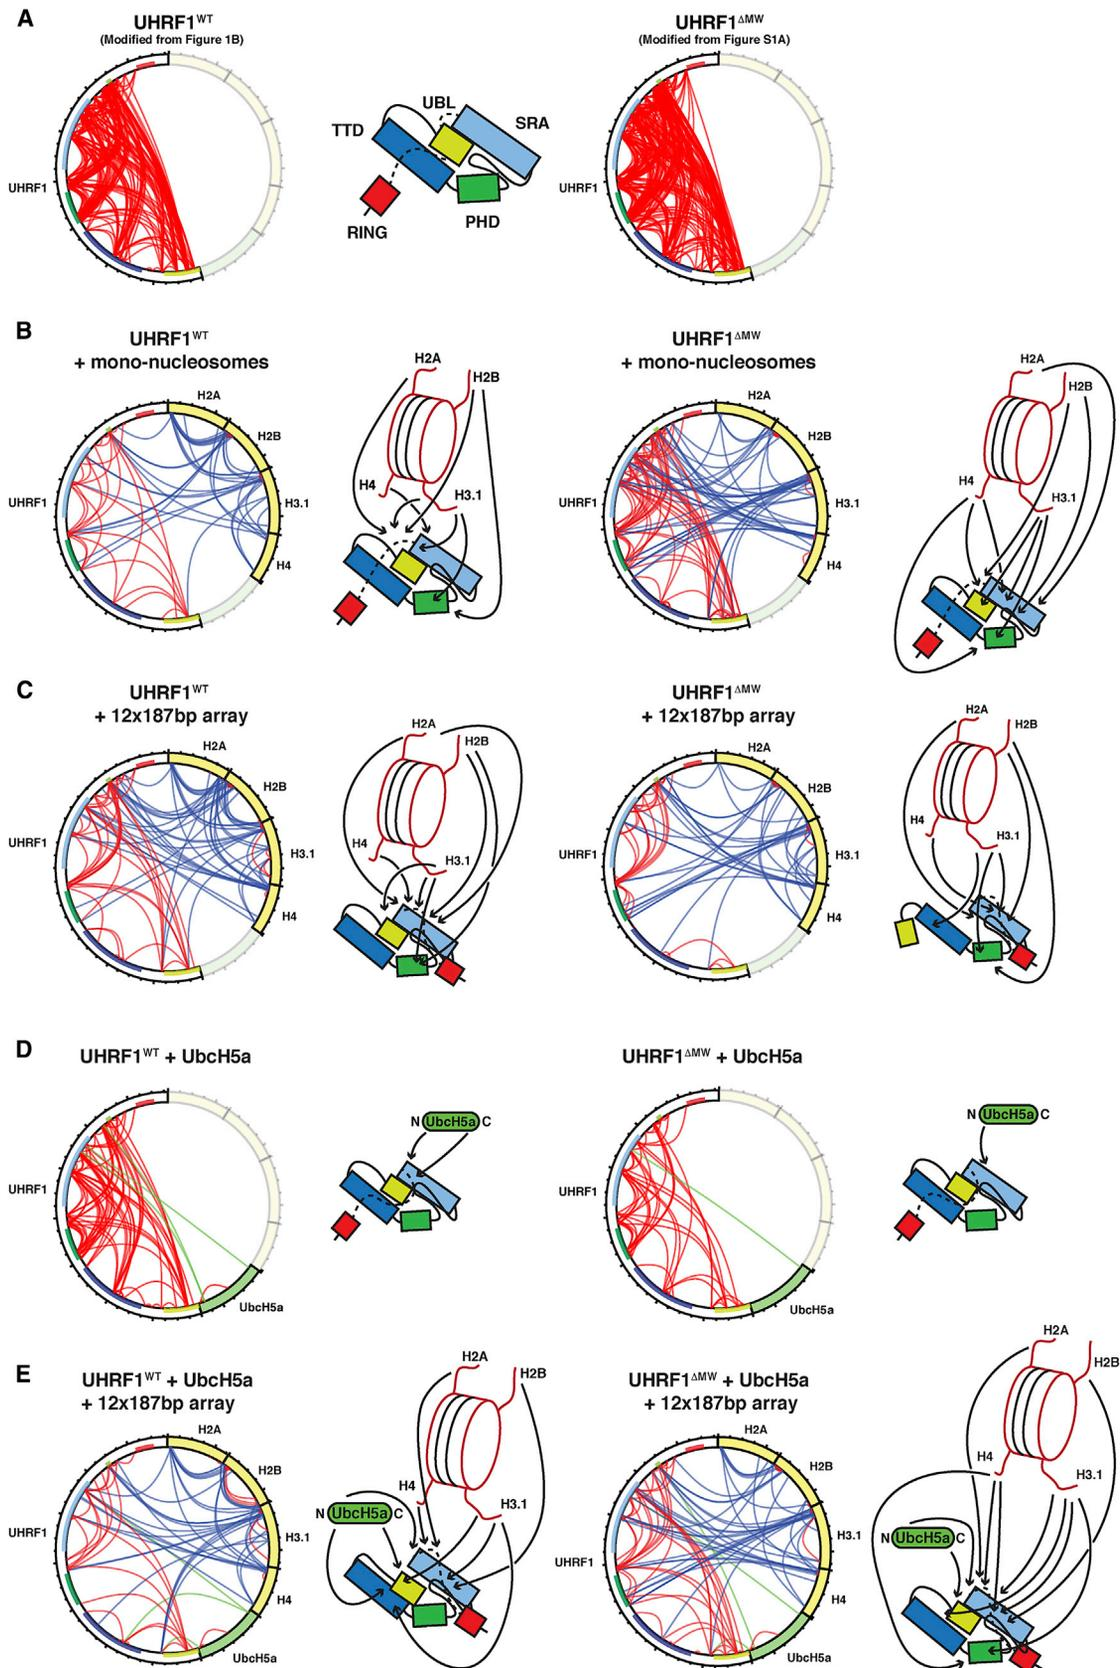 A
UHRF1WT
(Modified from Figure 1B)
UHRF1ΔMW
(Modified from Figure S1A)
UHRF1
TTD
UBL
SRA
RING
PHD
UHRF1
B
UHRF1WT
+ mono-nucleosomes
H2A
H2B
H3.1
H4
UHRF1
H2A
H2B
H4
H3.1
UHRF1ΔMW
+ mono-nucleosomes
H2A
H2B
H3.1
H4
UHRF1
H2A
H2B
H4
H3.1
C
UHRF1WT
+ 12x187bp array
H2A
H2B
H3.1
H4
UHRF1
H2A
H2B
H4
H3.1
UHRF1ΔMW
+ 12x187bp array
H2A
H2B
H3.1
H4
UHRF1
H2A
H2B
H4
H3.1
D
UHRF1WT + UbcH5a
UHRF1
UbcH5a
N UbcH5a C
UHRF1ΔMW + UbcH5a
UHRF1
UbcH5a
N UbcH5a C
E
UHRF1WT + UbcH5a
+ 12x187bp array
H2A
H2B
H3.1
H4
UHRF1
UbcH5a
H2A
H2B
H4
H3.1
N UbcH5a C
UHRF1ΔMW + UbcH5a
+ 12x187bp array
H2A
H2B
H3.1
H4
UHRF1
UbcH5a
H2A
H2B
H4
H3.1
N UbcH5a C